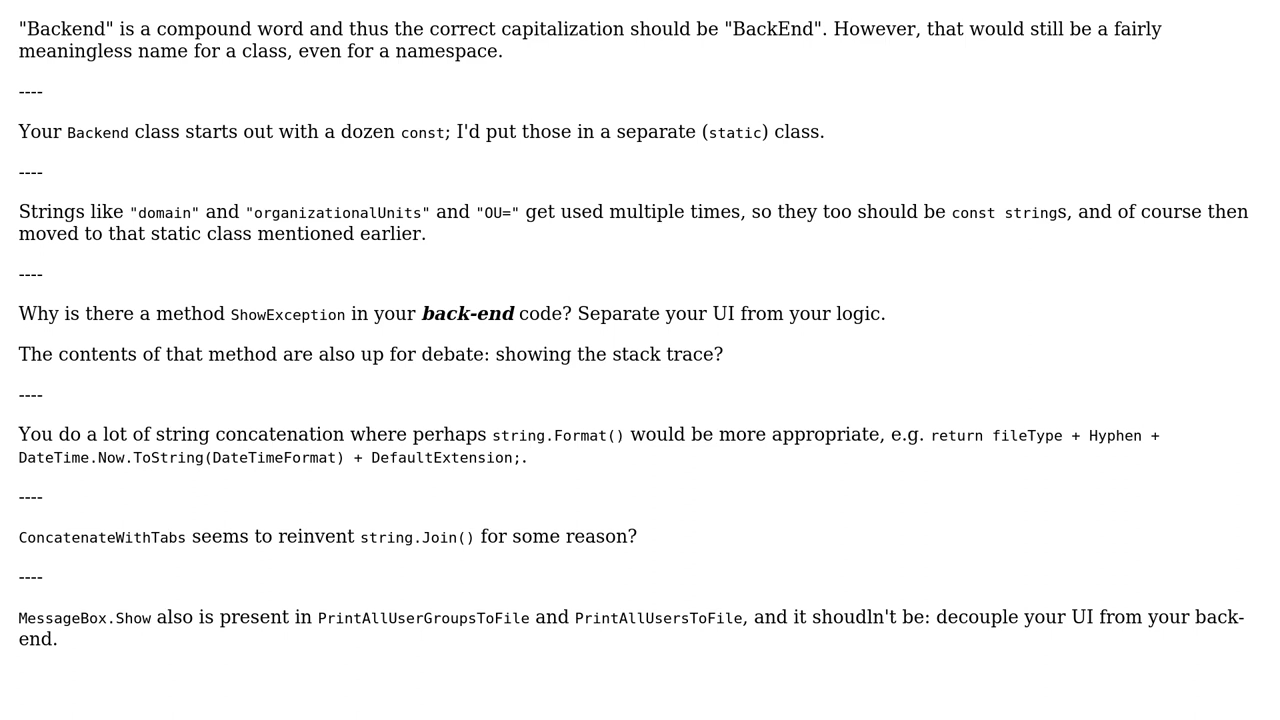 "Backend" is a compound word and thus the correct capitalization should be "BackEnd". However, that would still be a fairly
meaningless name for a class, even for a namespace.
----
Your Backend class starts out with a dozen const; I'd put those in a separate (static) class.
----
Strings like "domain" and "organizationalUnits" and "OU=" get used multiple times, so they too should be const strings, and of course then
moved to that static class mentioned earlier.
----
Why is there a method ShowException in your back-end code? Separate your UI from your logic.
The contents of that method are also up for debate: showing the stack trace?
----
You do a lot of string concatenation where perhaps string.Format() would be more appropriate, e.g. return fileType + Hyphen +
DateTime.Now.ToString(DateTimeFormat) + DefaultExtension;.
----
ConcatenateWithTabs seems to reinvent string.Join() for some reason?
----
MessageBox.Show also is present in PrintAllUserGroupsToFile and PrintAllUsersToFile, and it shoudln't be: decouple your UI from your back-
end.